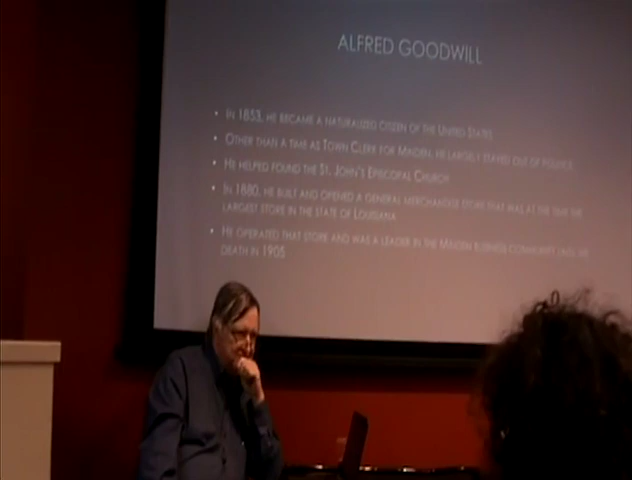 ALFRED GOODWILL
• IN 1853, HE BECAME A NATURALIZED CITIZEN OF THE UNITED STATES
• OTHER THAN A TIME AS TOWN CLERK FOR MINDEN, HE LARGELY STAYED OUT OF POLITICS
• HE HELPED FOUND THE ST. JOHN'S EPISCOPAL CHURCH
• IN 1880, HE BUILT AND OPENED A GENERAL MERCHANDISE STORE THAT WAS AT THE TIME THE
LARGEST STORE IN THE STATE OF LOUISIANA
• HE OPERATED THAT STORE AND WAS A LEADER IN THE MINDEN BUSINESS COMMUNITY UNTIL HIS
DEATH IN 1905